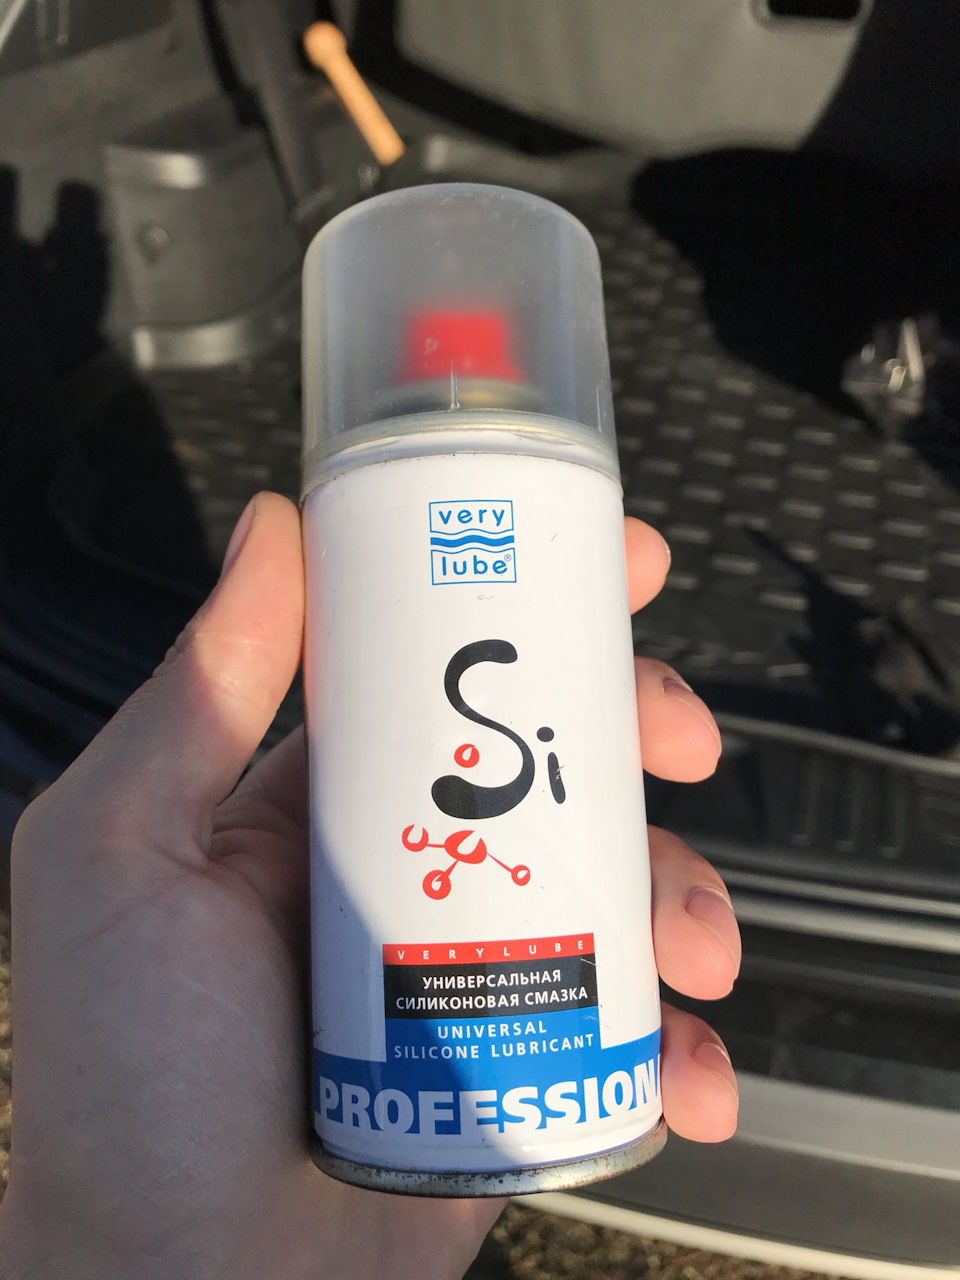 very
lube®
Si
VERYLUBE
УНИВЕРСАЛЬНАЯ
СИЛИКОНОВАЯ СМАЗКА
UNIVERSAL
SILICONE LUBRICANT
PROFESSION